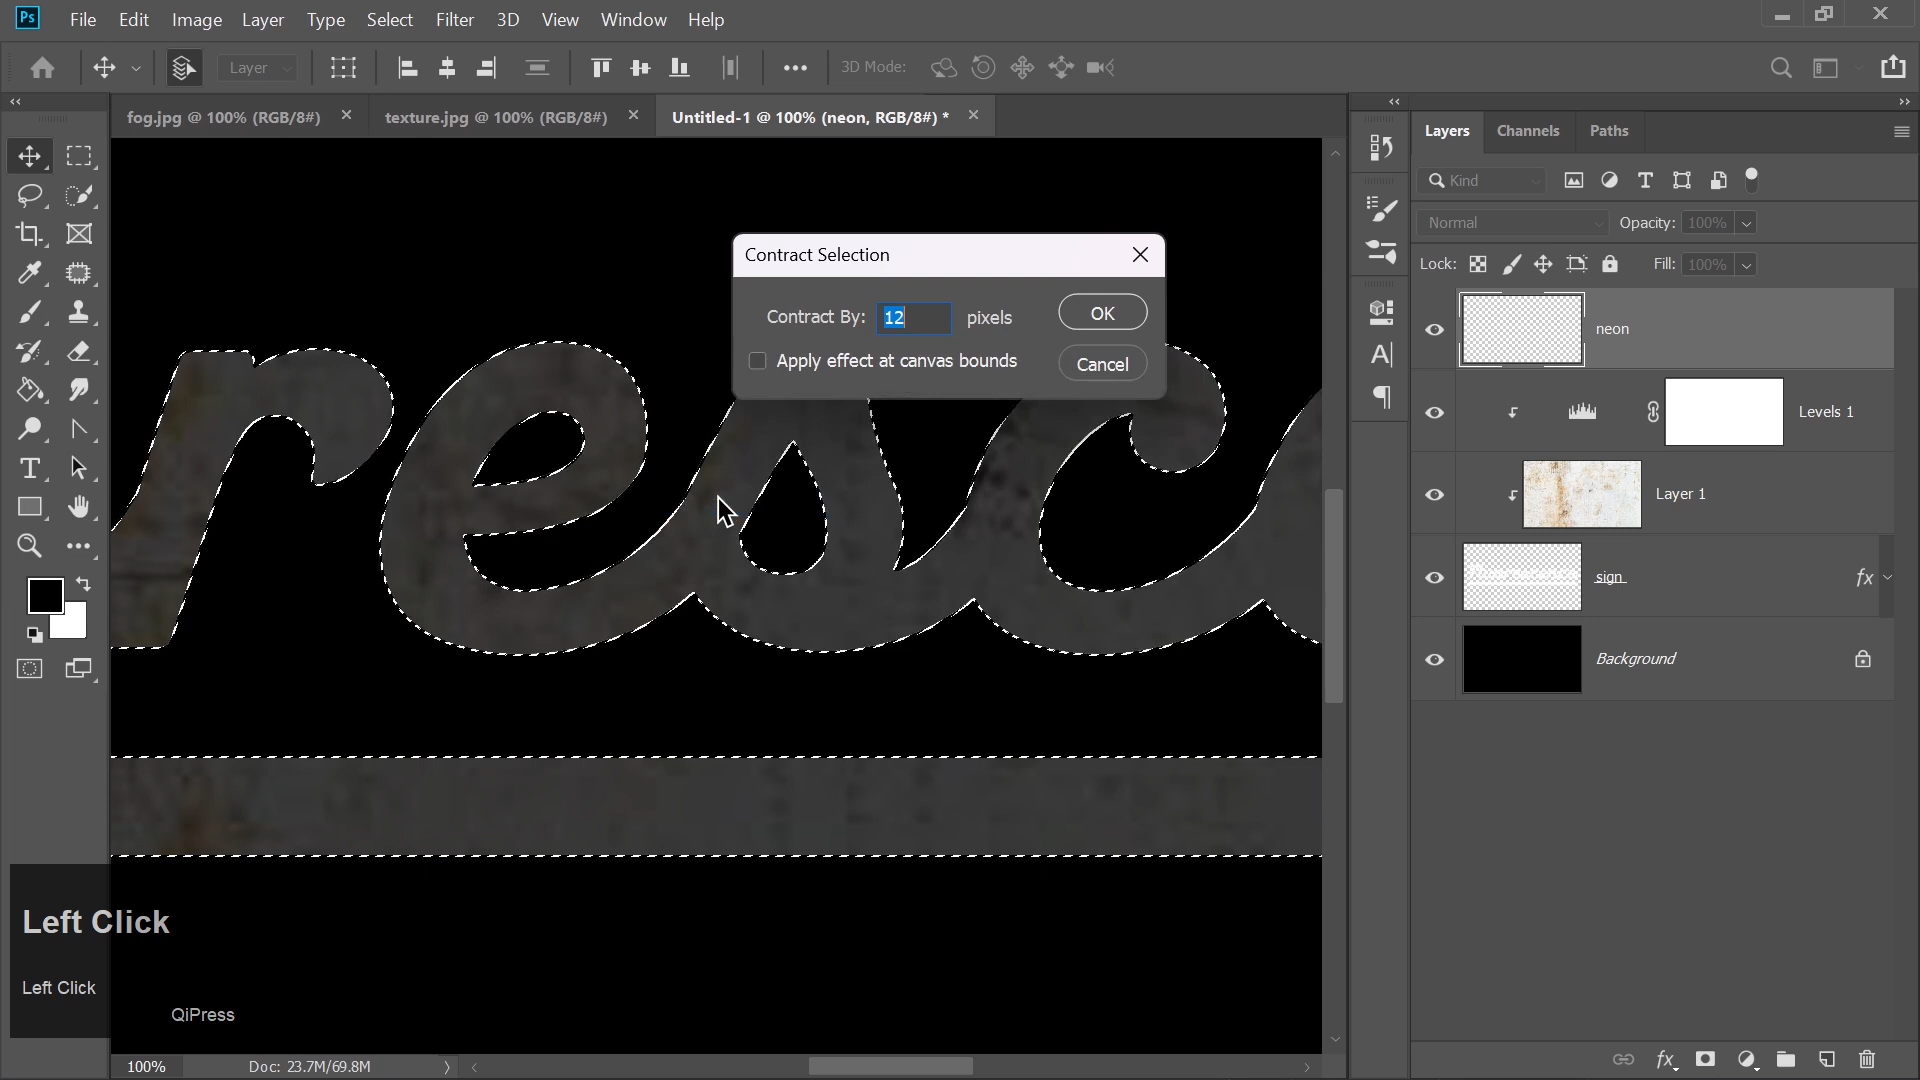 Ps
File Edit Image Layer Type Select Filter 3D View Window Help
Layer
3D Mode:
fog.jpg @ 100% (RGB/8#)
texture.jpg @ 100% (RGB/8#)
Untitled-1 @ 100% (neon, RGB/8#) *
Layers Channels Paths
Kind
Normal Opacity: 100%
Lock: Fill: 100%
Contract Selection
Contract By: 12 pixels
OK
Apply effect at canvas bounds
Cancel
resc
neon
Levels 1
Layer 1
sign fx
Background
Left Click
Left Click
QiPress
100% Doc: 23.7M/69.8M
fx